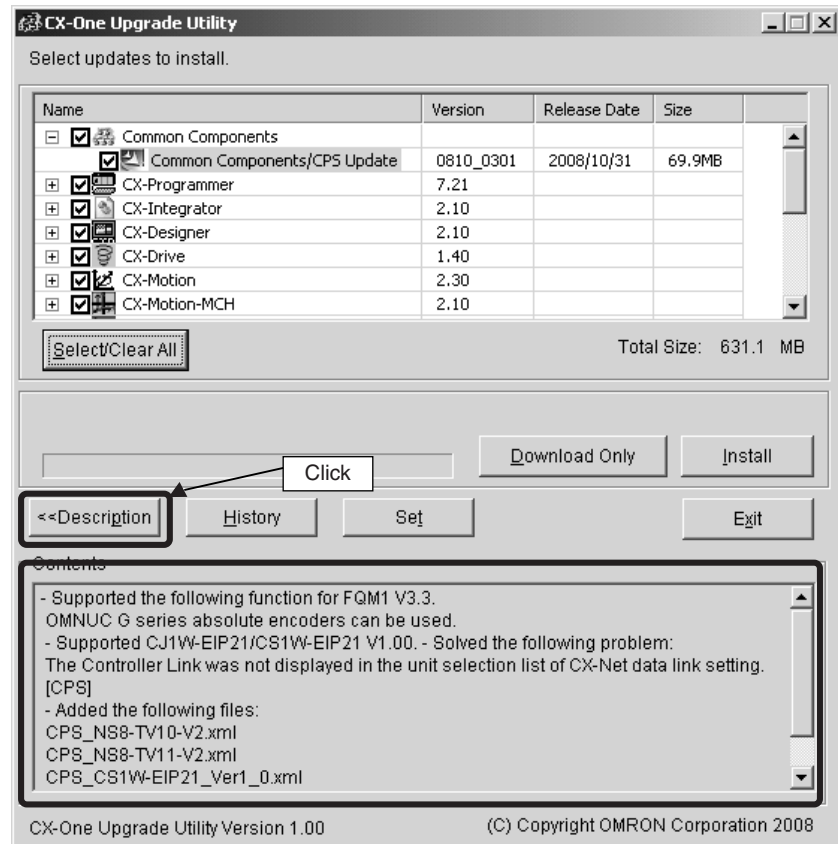 CX-One Upgrade Utility
Select updates to install.
Name Version Release Date Size
Common Components
Common Components/CPS Update 0810_0301 2008/10/31 69.9MB
CX-Programmer 7.21
CX-Integrator 2.10
CX-Designer 2.10
CX-Drive 1.40
CX-Motion 2.30
CX-Motion-MCH 2.10
Select/Clear All
Total Size: 631.1 MB
Download Only Install
Click
<<Description History Set Exit
Contents
- Supported the following function for FQM1 V3.3.
OMNUC G series absolute encoders can be used.
- Supported CJ1W-EIP21/CS1W-EIP21 V1.00. - Solved the following problem:
The Controller Link was not displayed in the unit selection list of CX-Net data link setting.
[CPS]
- Added the following files:
CPS_NS8-TV10-V2.xml
CPS_NS8-TV11-V2.xml
CPS_CS1W-EIP21_Ver1_0.xml
CX-One Upgrade Utility Version 1.00 (C) Copyright OMRON Corporation 2008